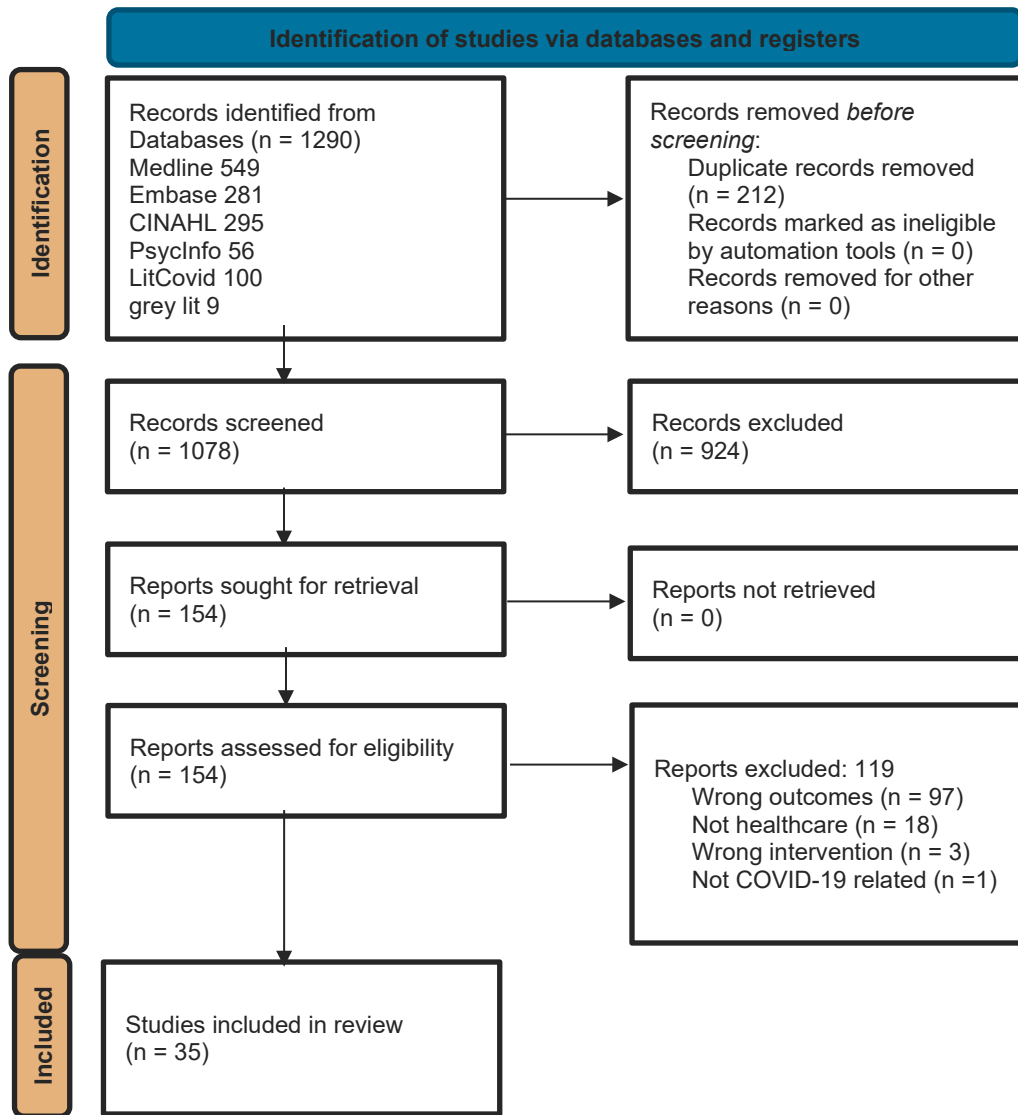 Identification of studies via databases and registers
Identification
Records identified from
Databases (n = 1290)
Medline 549
Embase 281
CINAHL 295
PsycInfo 56
LitCovid 100
grey lit 9
Records removed before
screening:
Duplicate records removed
(n = 212)
Records marked as ineligible
by automation tools (n = 0)
Records removed for other
reasons (n = 0)
Screening
Records screened
(n = 1078)
Records excluded
(n = 924)
Reports sought for retrieval
(n = 154)
Reports not retrieved
(n = 0)
Reports assessed for eligibility
(n = 154)
Reports excluded: 119
Wrong outcomes (n = 97)
Not healthcare (n = 18)
Wrong intervention (n = 3)
Not COVID-19 related (n =1)
Included
Studies included in review
(n = 35)